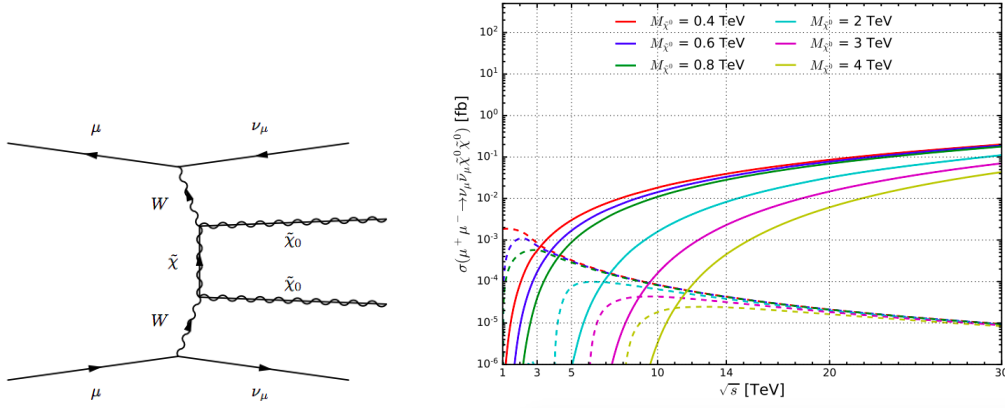 μ
ν_μ
W
χ̃₀
χ̃
χ̃₀
W
μ
ν_μ
σ(μ⁺μ⁻→ν_μν̄_μχ̃⁰χ̃⁰) [fb]
10²
10¹
10⁰
10⁻¹
10⁻²
10⁻³
10⁻⁴
10⁻⁵
10⁻⁶
M_χ̃⁰ = 0.4 TeV
M_χ̃⁰ = 0.6 TeV
M_χ̃⁰ = 0.8 TeV
M_χ̃⁰ = 2 TeV
M_χ̃⁰ = 3 TeV
M_χ̃⁰ = 4 TeV
1 3 5 10 14 20 30
√s [TeV]